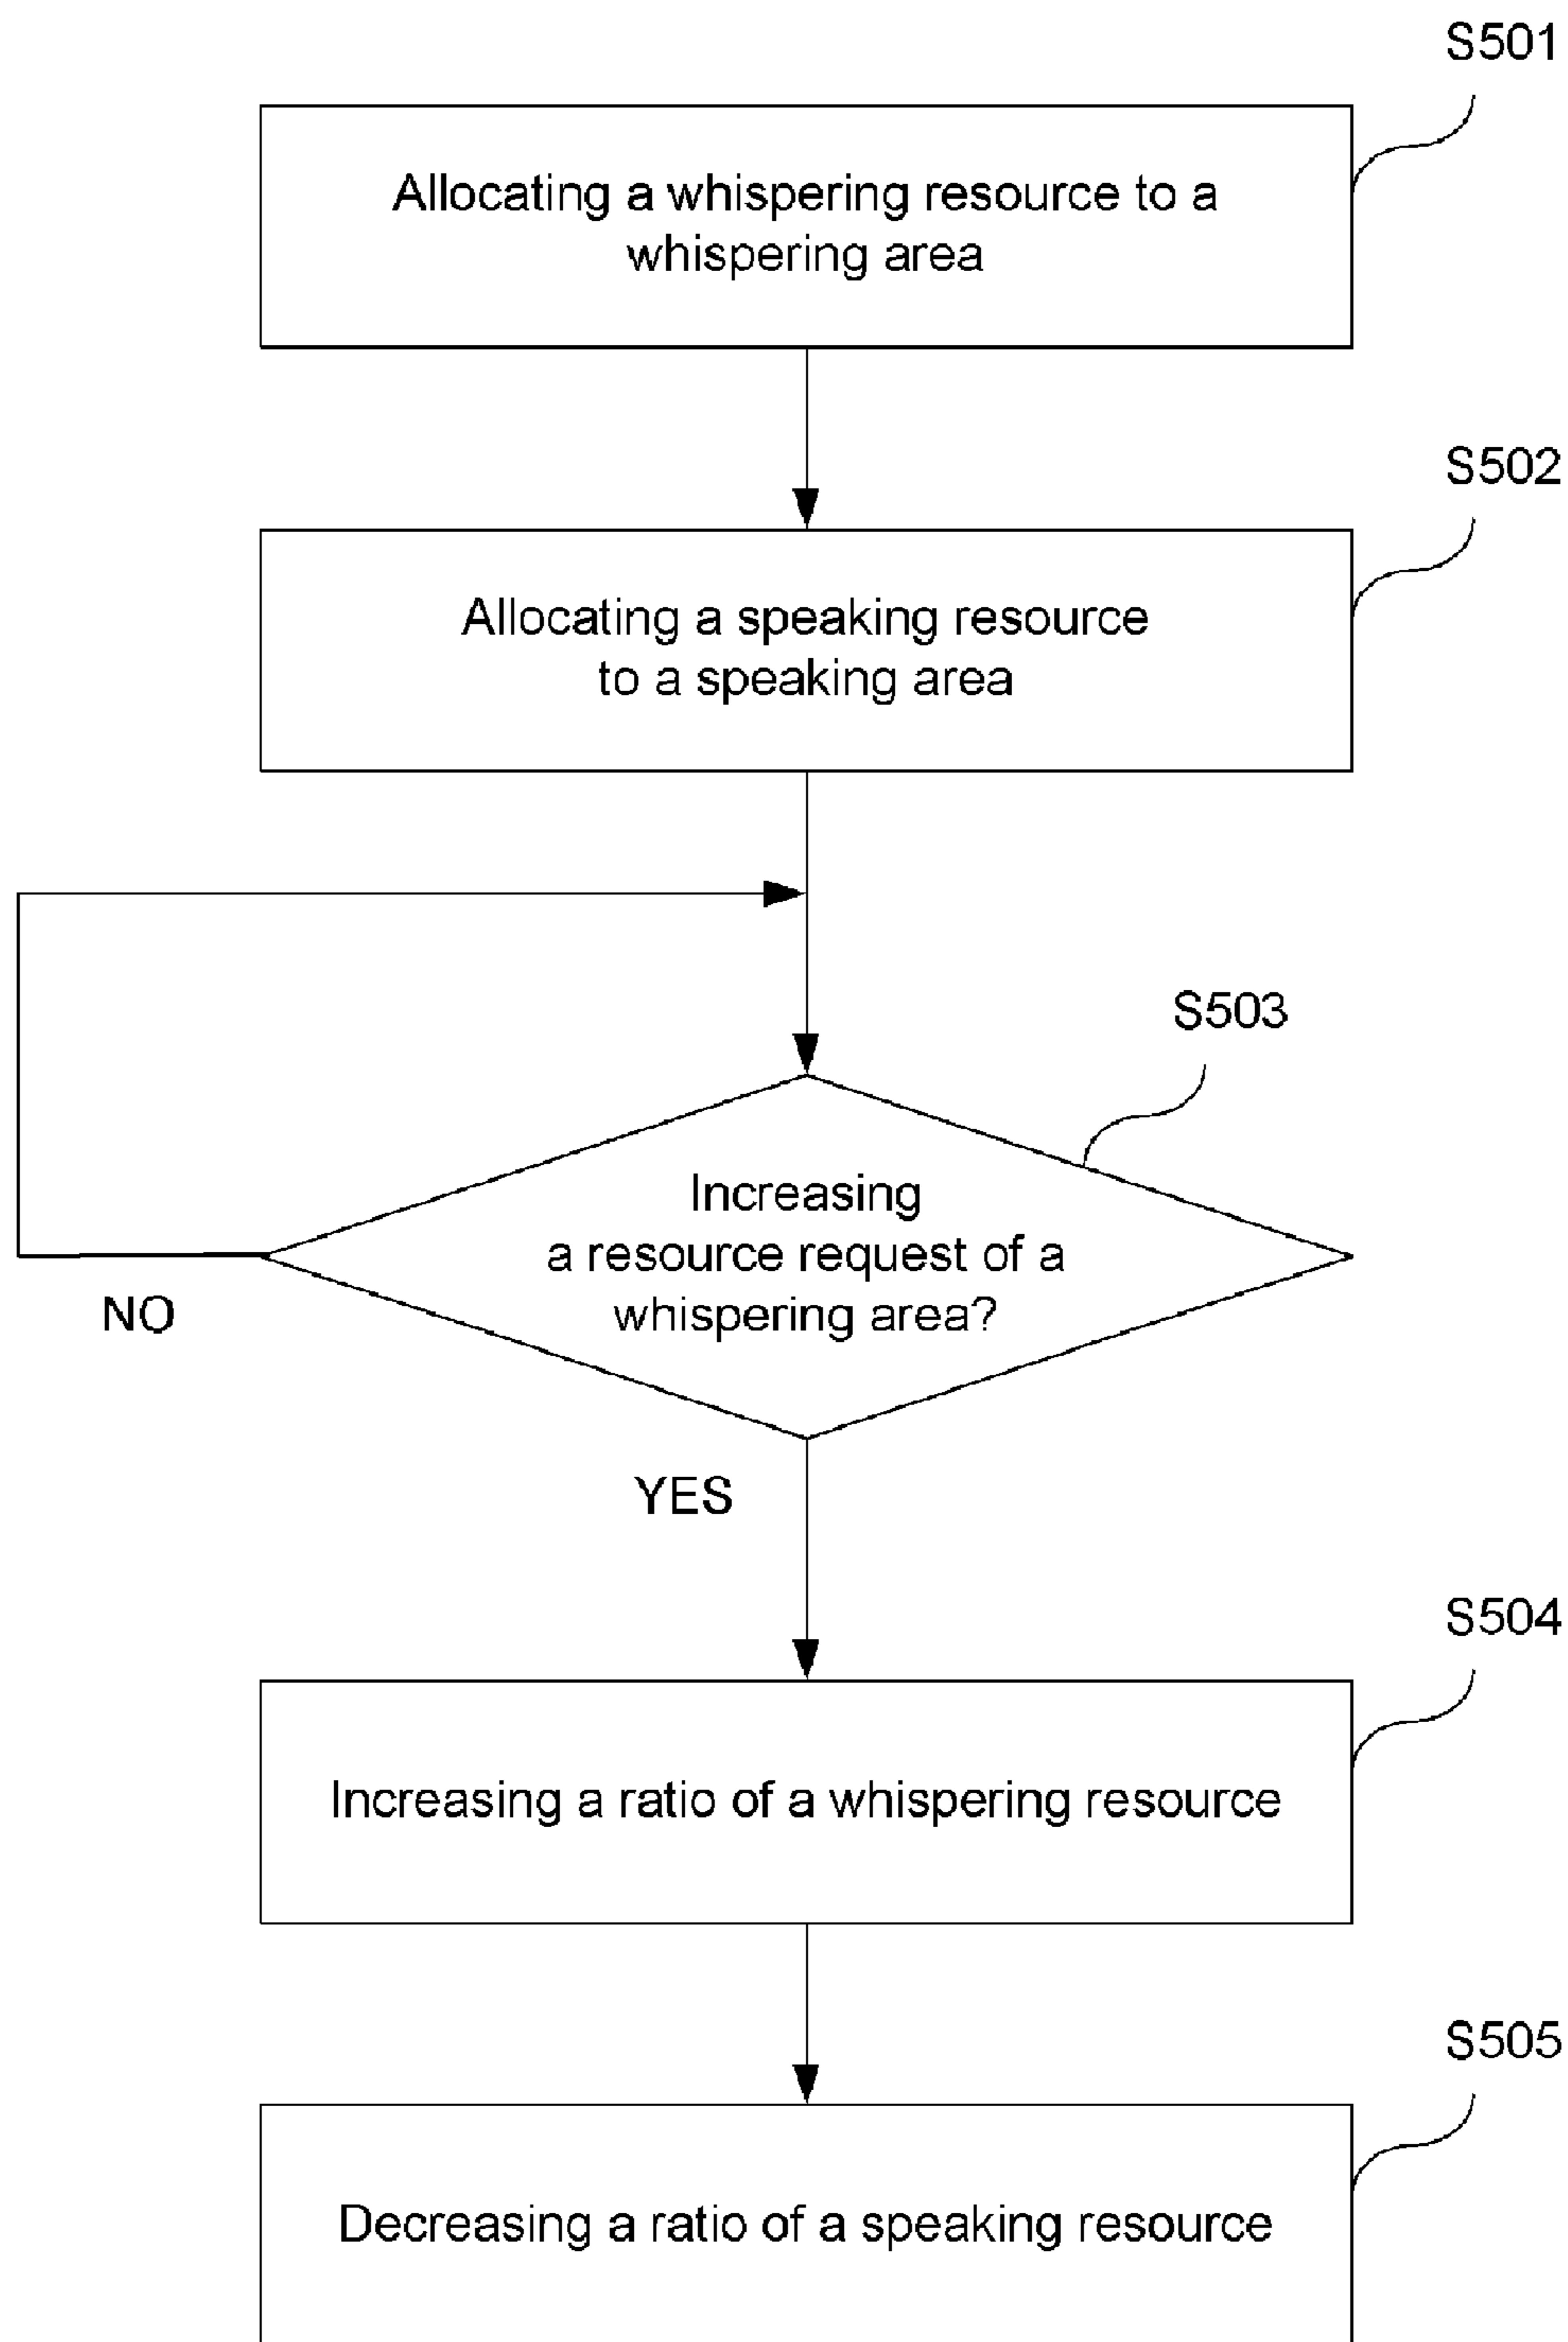 S501
Allocating a whispering resource to a
whispering area
S502
Allocating a speaking resource
to a speaking area
S503
Increasing
a resource request of a
whispering area?
NO
YES
S504
Increasing a ratio of a whispering resource
S505
Decreasing a ratio of a speaking resource